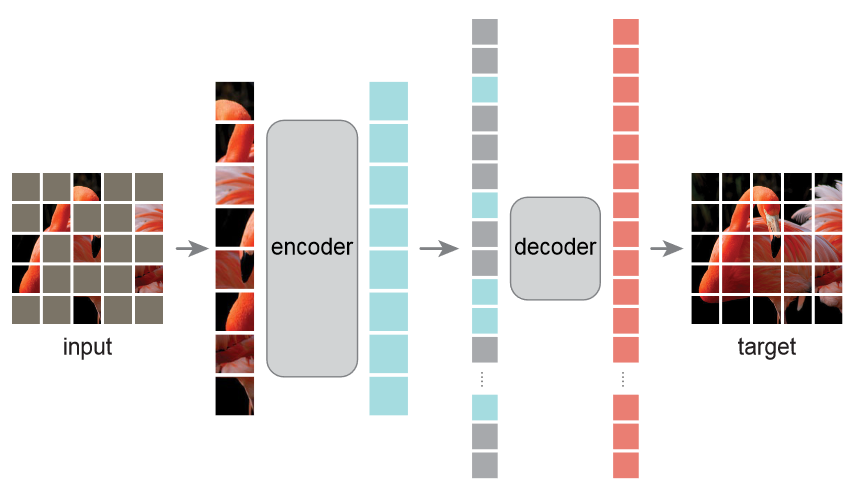 input
encoder
decoder
target